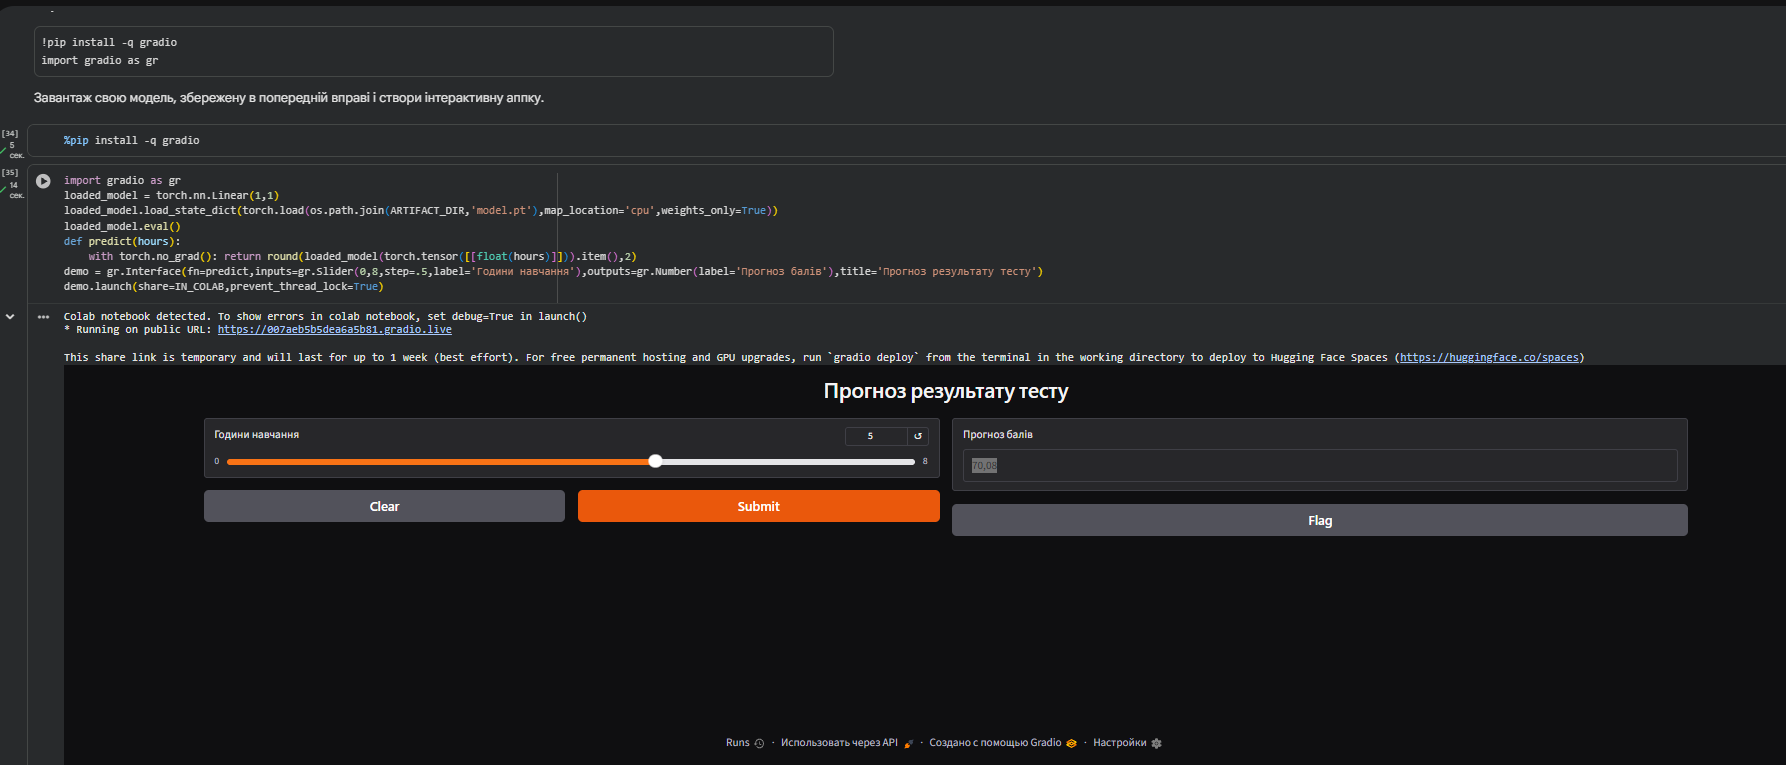 !pip install -q gradio
import gradio as gr
Завантаж свою модель, збережену в попередній вправі і створи інтерактивну аппку.
[34]
5
сек.
%pip install -q gradio
[35]
14
сек.
import gradio as gr
loaded_model = torch.nn.Linear(1,1)
loaded_model.load_state_dict(torch.load(os.path.join(ARTIFACT_DIR,'model.pt'),map_location='cpu',weights_only=True))
loaded_model.eval()
def predict(hours):
    with torch.no_grad(): return round(loaded_model(torch.tensor([[float(hours)]])).item(),2)
demo = gr.Interface(fn=predict,inputs=gr.Slider(0,8,step=.5,label='Години навчання'),outputs=gr.Number(label='Прогноз балів'),title='Прогноз результату тесту')
demo.launch(share=IN_COLAB,prevent_thread_lock=True)
Colab notebook detected. To show errors in colab notebook, set debug=True in launch()
* Running on public URL: https://007aeb5b5dea6a5b81.gradio.live
This share link is temporary and will last for up to 1 week (best effort). For free permanent hosting and GPU upgrades, run `gradio deploy` from the terminal in the working directory to deploy to Hugging Face Spaces (https://huggingface.co/spaces)
Прогноз результату тесту
Години навчання
5
0
8
Clear
Submit
Прогноз балів
70,08
Flag
Runs · Использовать через API · Создано с помощью Gradio · Настройки